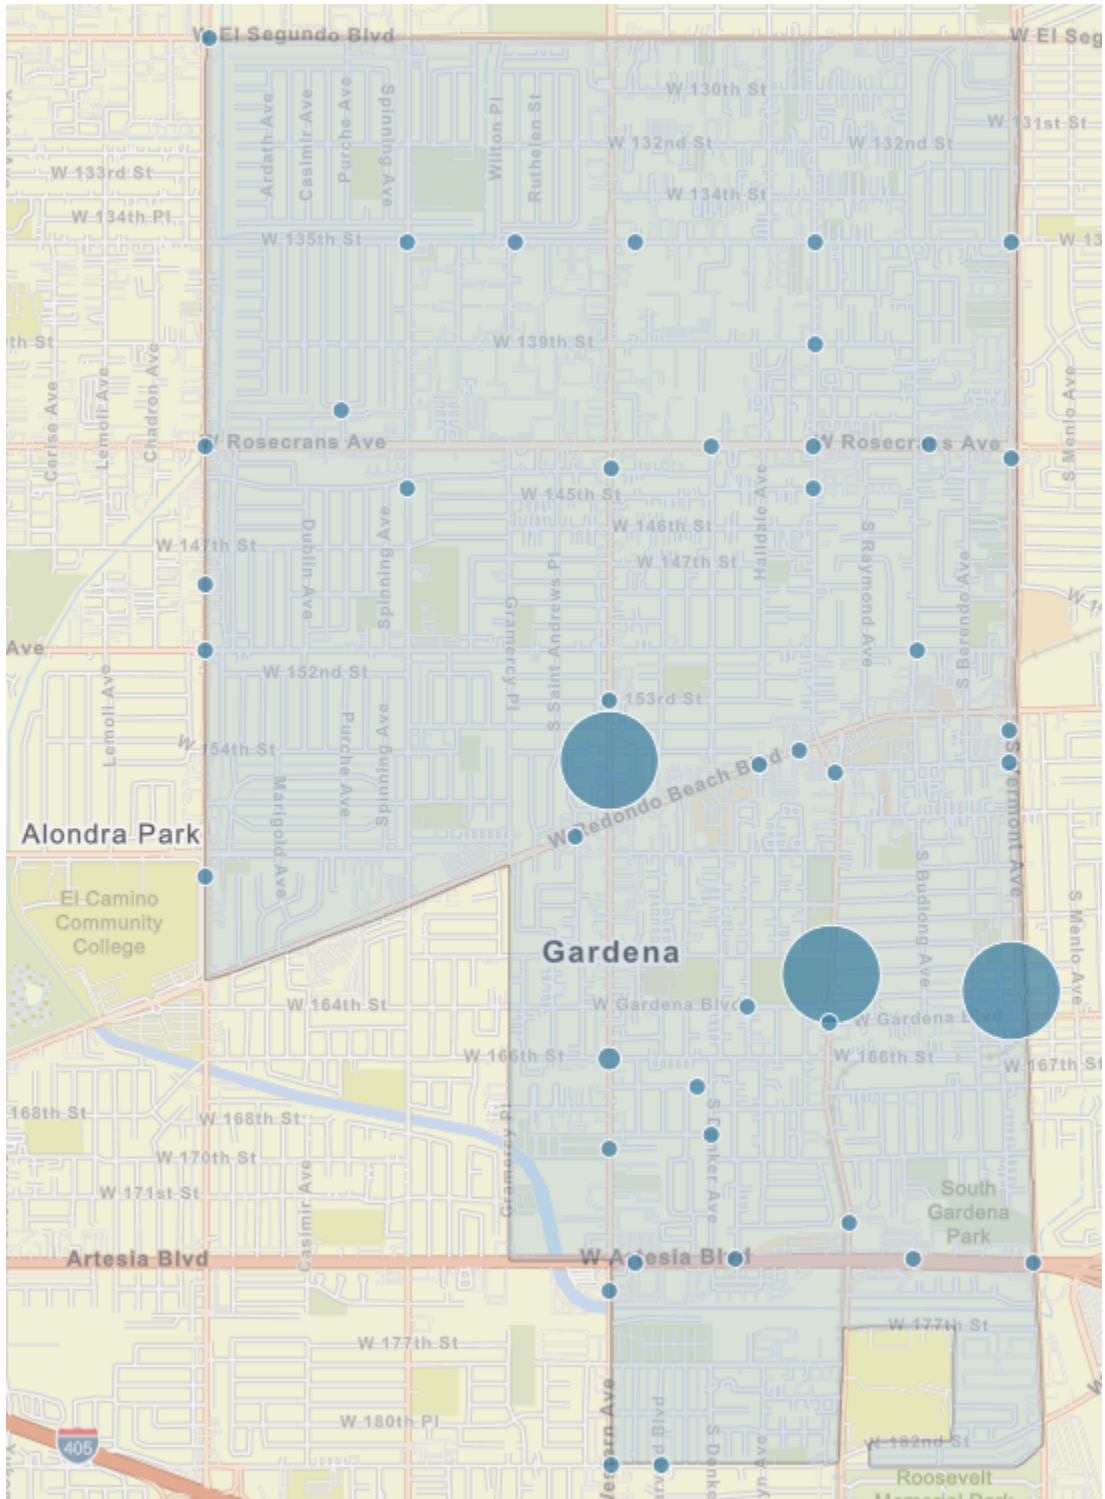 W El Segundo Blvd
W El Seg
W 130th St
Ardath Ave
Casimir Ave
Purche Ave
Spinning Ave
Wilton Pl
Ruthelen St
W 131st St
W 132nd St
W 132nd St
W 133rd St
W 134th St
W 134th Pl
W 135th St
W 13
W 139th St
th St
Cerise Ave
Lemoli Ave
Chadron Ave
S Menlo Ave
W Rosecrans Ave
W Rosecrans Ave
W 145th St
W 146th St
Halldale Ave
W 147th St
W 147th St
Dublin Ave
Spinning Ave
Gramercy Pl
S Saint Andrews Pl
S Raymond Ave
S Berendo Ave
Ave
W 152nd St
153rd St
Lemoli Ave
W 154th St
Purche Ave
Spinning Ave
Marigold Ave
W Redondo Beach Blvd
S Vermont Ave
Alondra Park
El Camino
Community
College
S Budlong Ave
S Menlo Ave
Gardena
W 164th St
W Gardena Blvd
W Gardena Blvd
W 166th St
W 166th St
W 167th St
168th St
W 168th St
Gramercy Pl
W 170th St
W 171st St
Casimir Ave
South
Gardena
Park
Artesia Blvd
W Artesia Blvd
W 177th St
W 177th St
W 180th Pl
405
W 182nd St
Roosevelt
Memorial Park